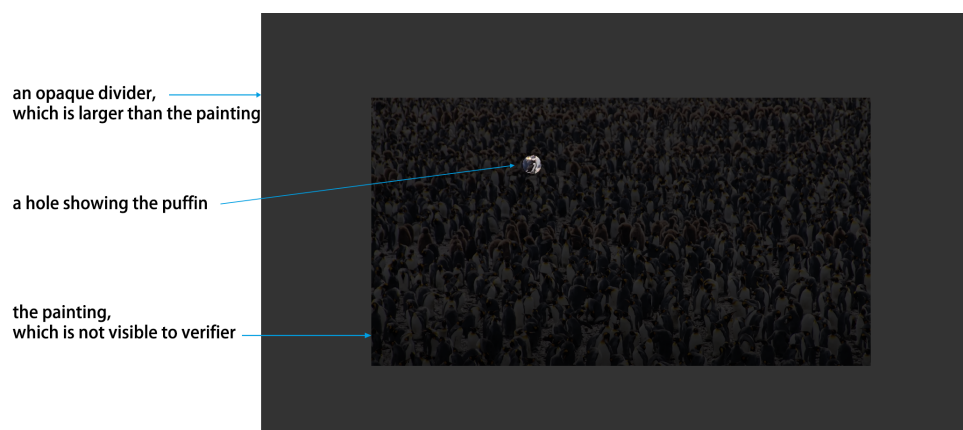 an opaque divider,
which is larger than the painting
a hole showing the puffin
the painting,
which is not visible to verifier